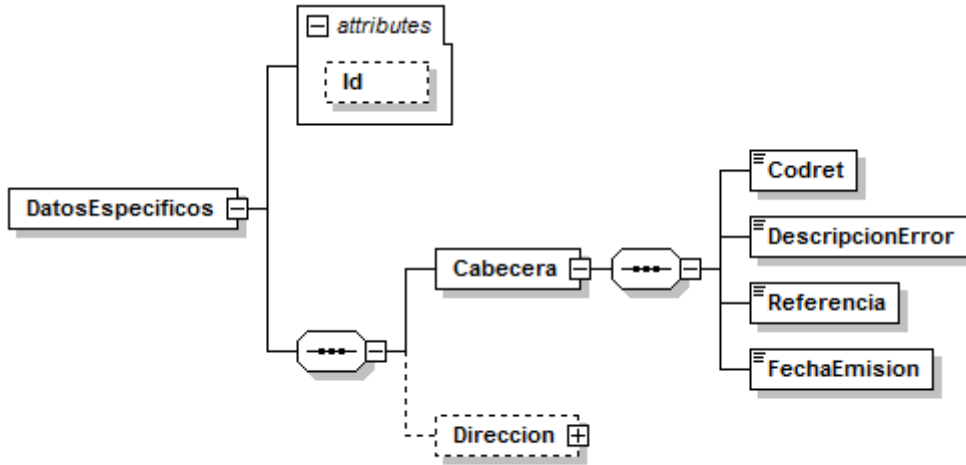 attributes
Id
DatosEspecificos
Cabecera
Codret
DescripcionError
Referencia
FechaEmision
Direccion